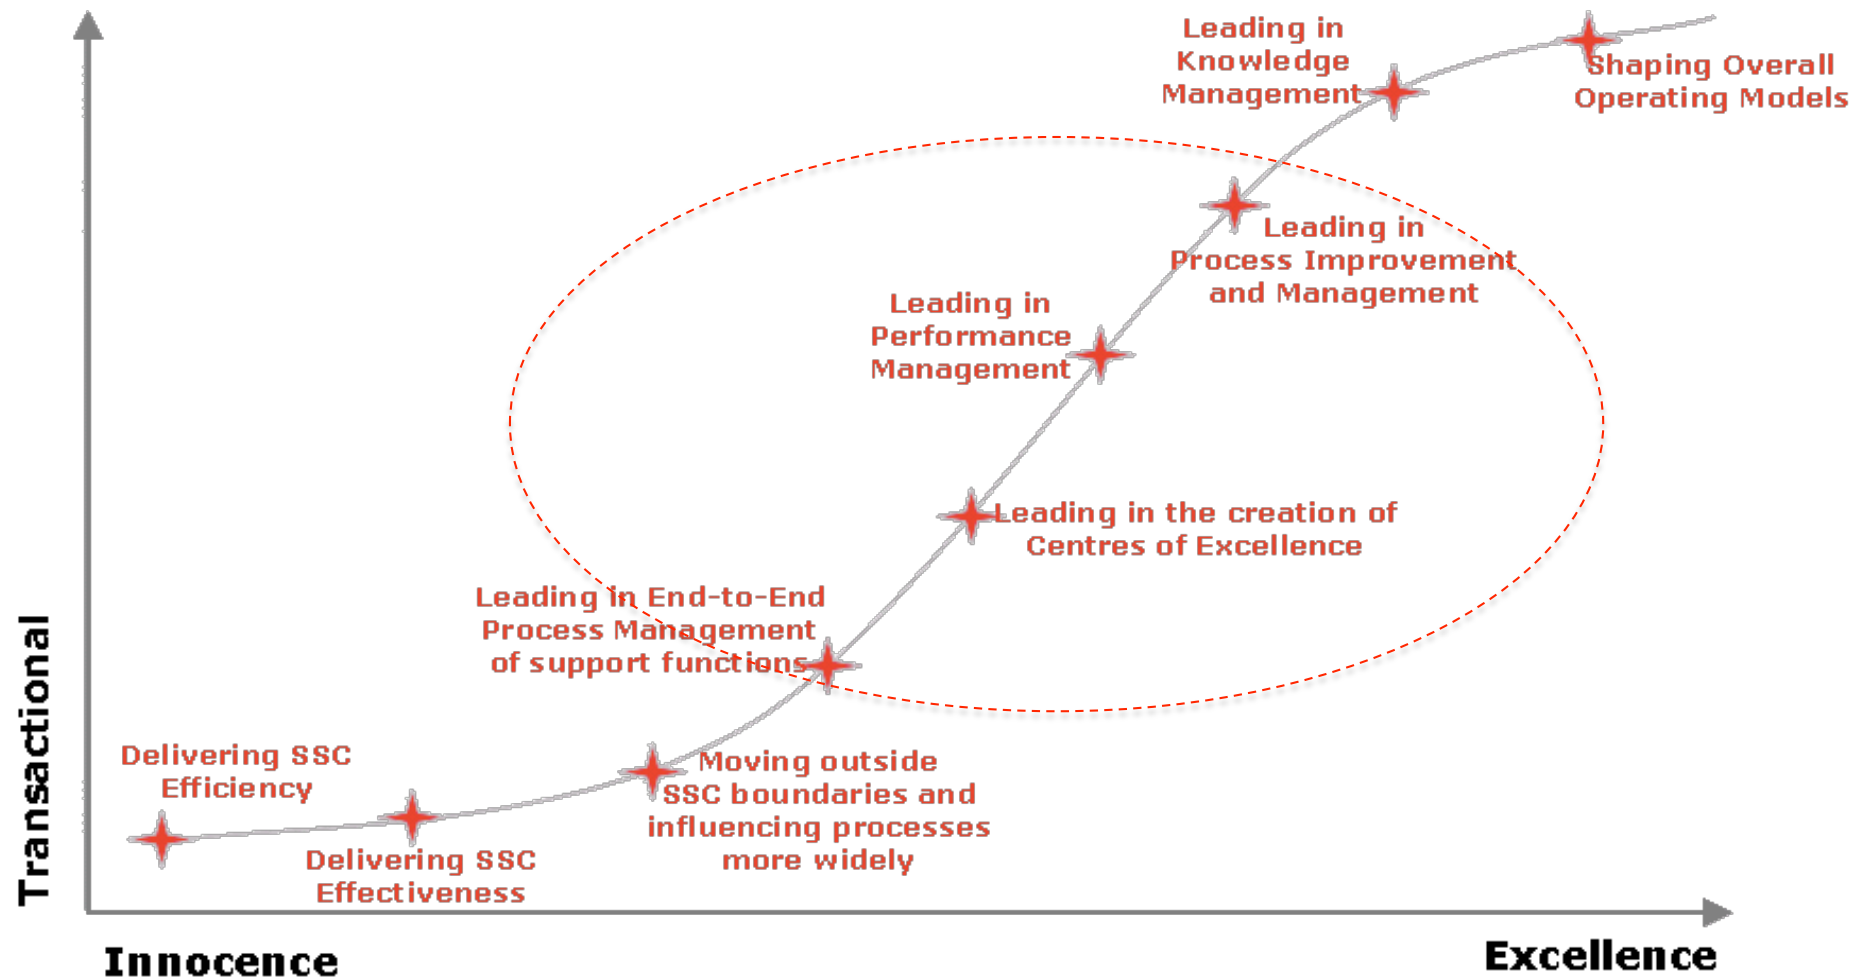 Leading in
Knowledge
Management
Shaping Overall
Operating Models
Leading in
Process Improvement
and Management
Leading in
Performance
Management
Leading in the creation of
Centres of Excellence
Leading in End-to-End
Process Management
of support functions
Moving outside
SSC boundaries and
influencing processes
more widely
Delivering SSC
Efficiency
Delivering SSC
Effectiveness
Transactional
Innocence
Excellence